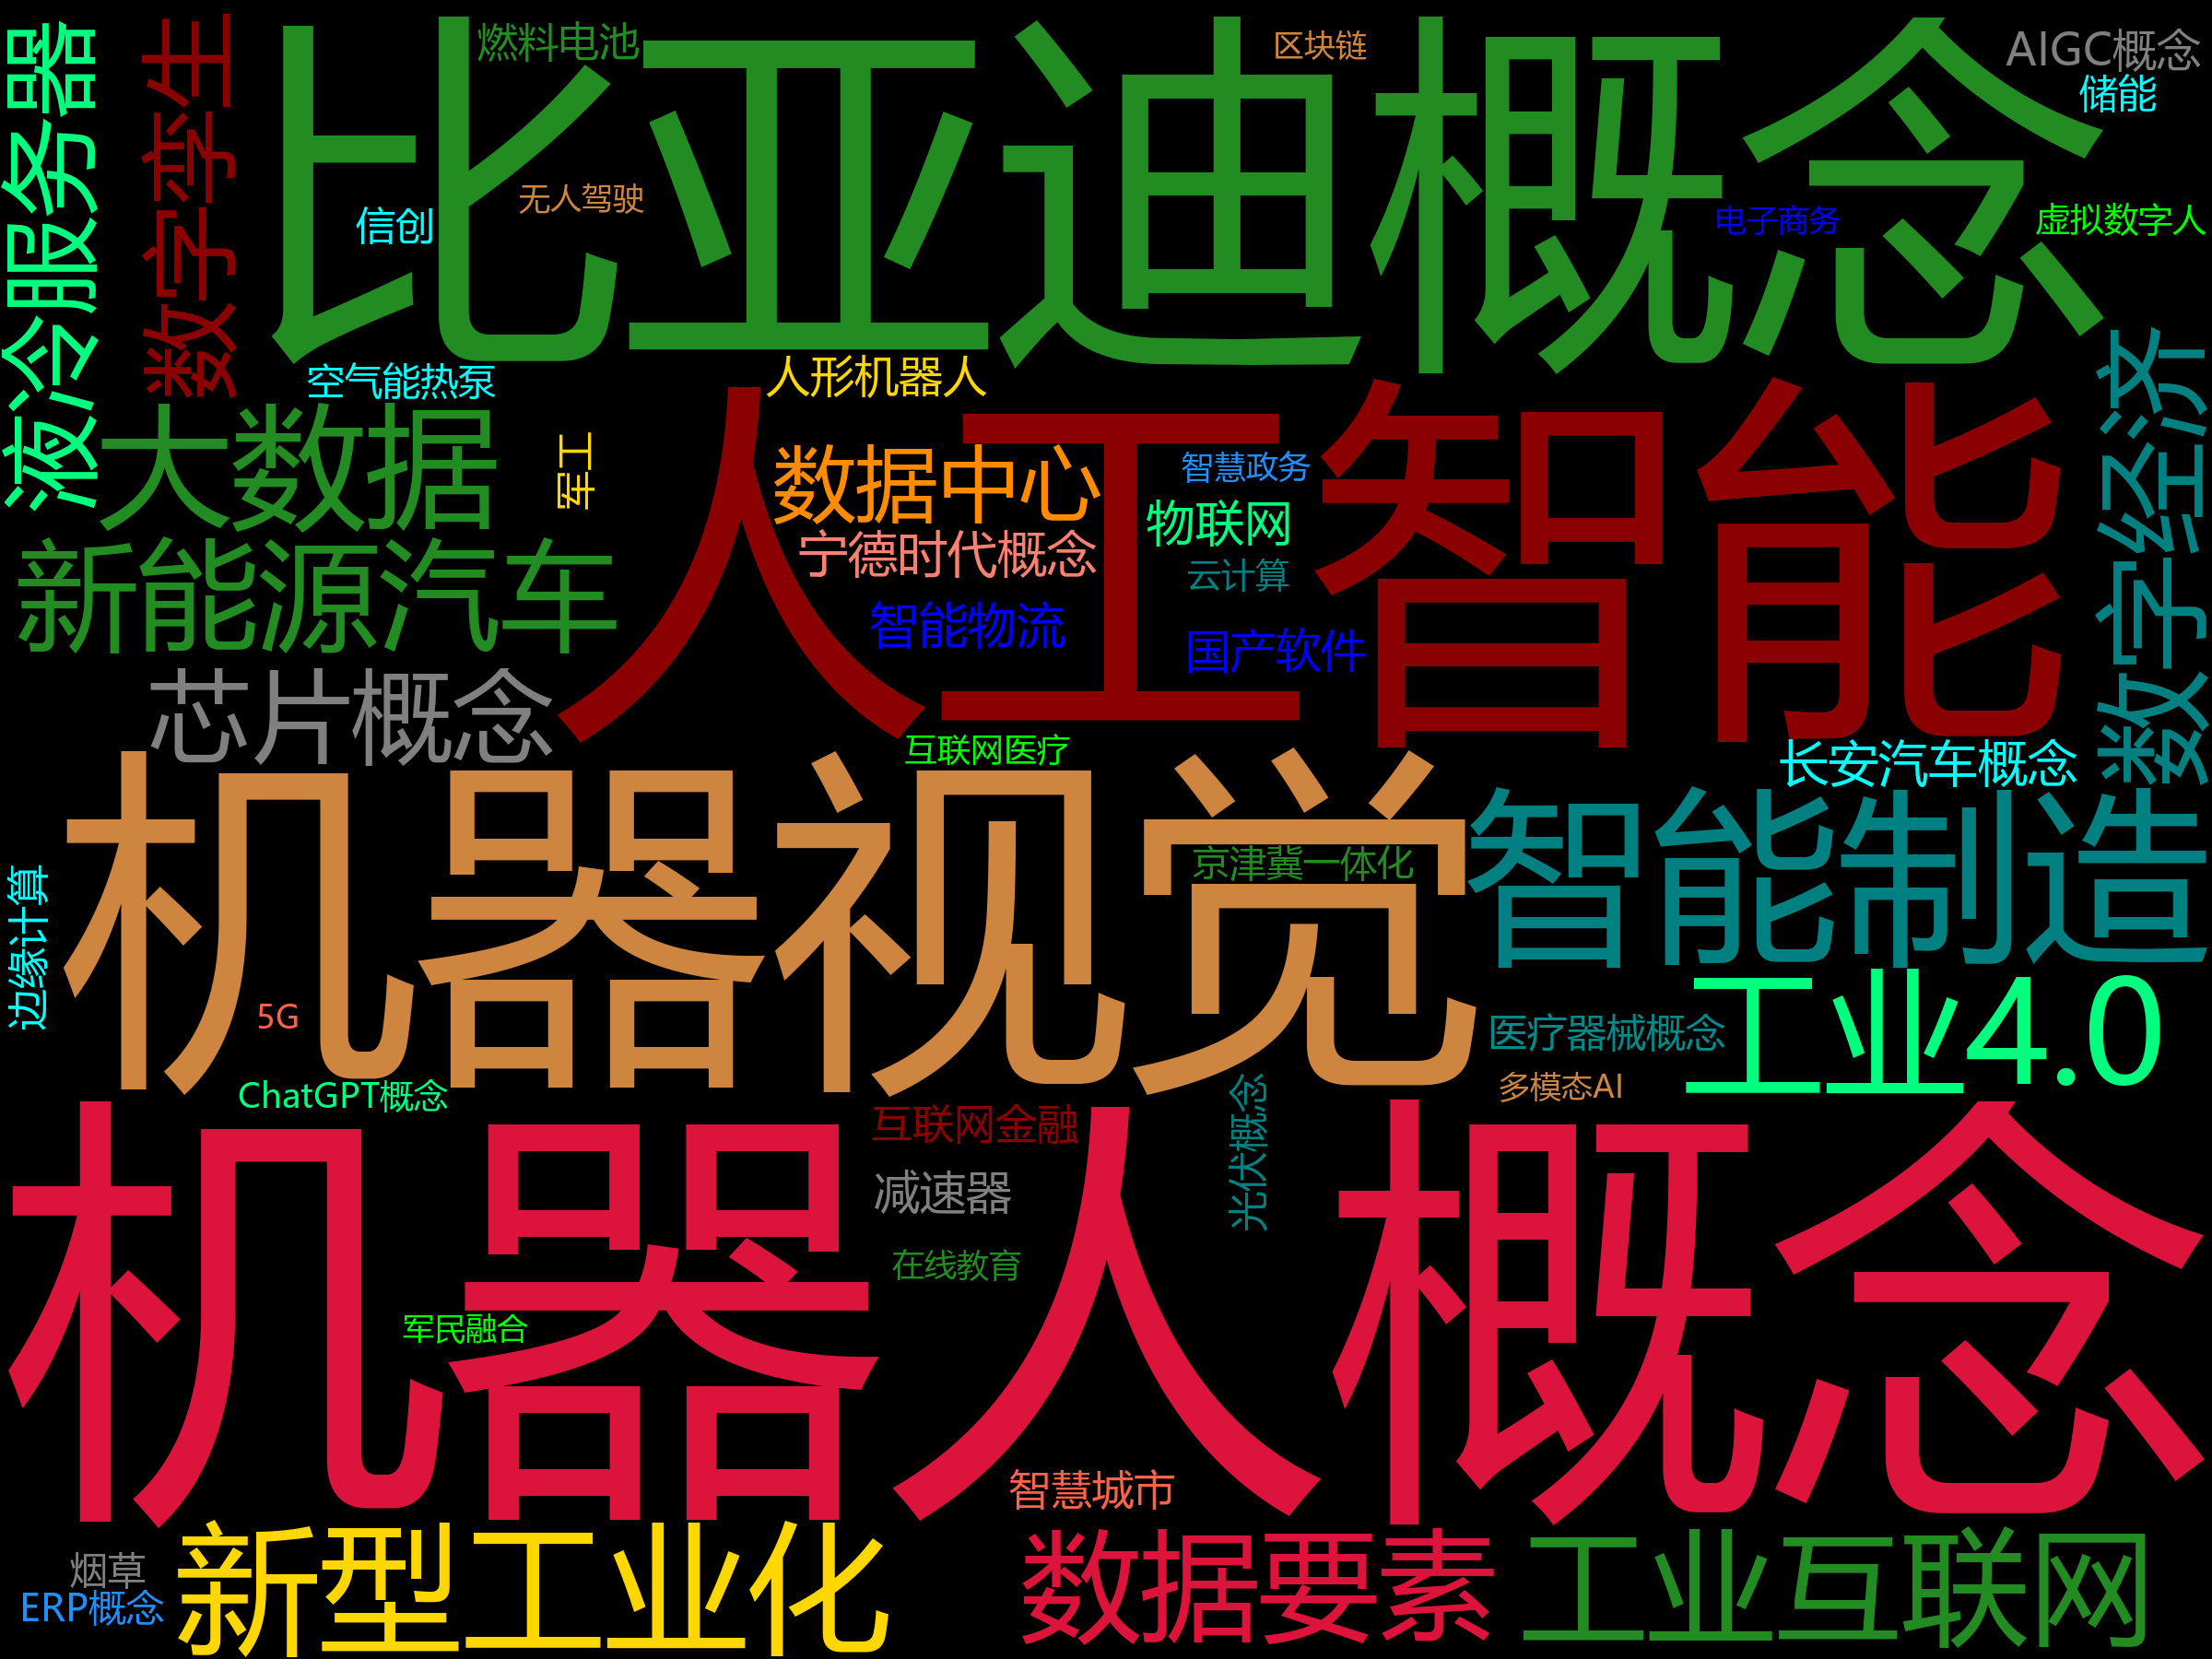 液冷服务器
数字孪生
比亚迪概念
燃料电池
区块链
AIGC概念
储能
信创
无人驾驶
电子商务
虚拟数字人
空气能热泵
人形机器人
大数据
军工
数据中心
智慧政务
人工智能
数字经济
物联网
宁德时代概念
云计算
新能源汽车
智能物流
国产软件
芯片概念
互联网医疗
长安汽车概念
机器视觉
京津冀一体化
智能制造
边缘计算
5G
医疗器械概念
工业4.0
多模态AI
ChatGPT概念
互联网金融
光伏概念
减速器
机器人概念
在线教育
军民融合
智慧城市
烟草
ERP概念
新型工业化
数据要素
工业互联网